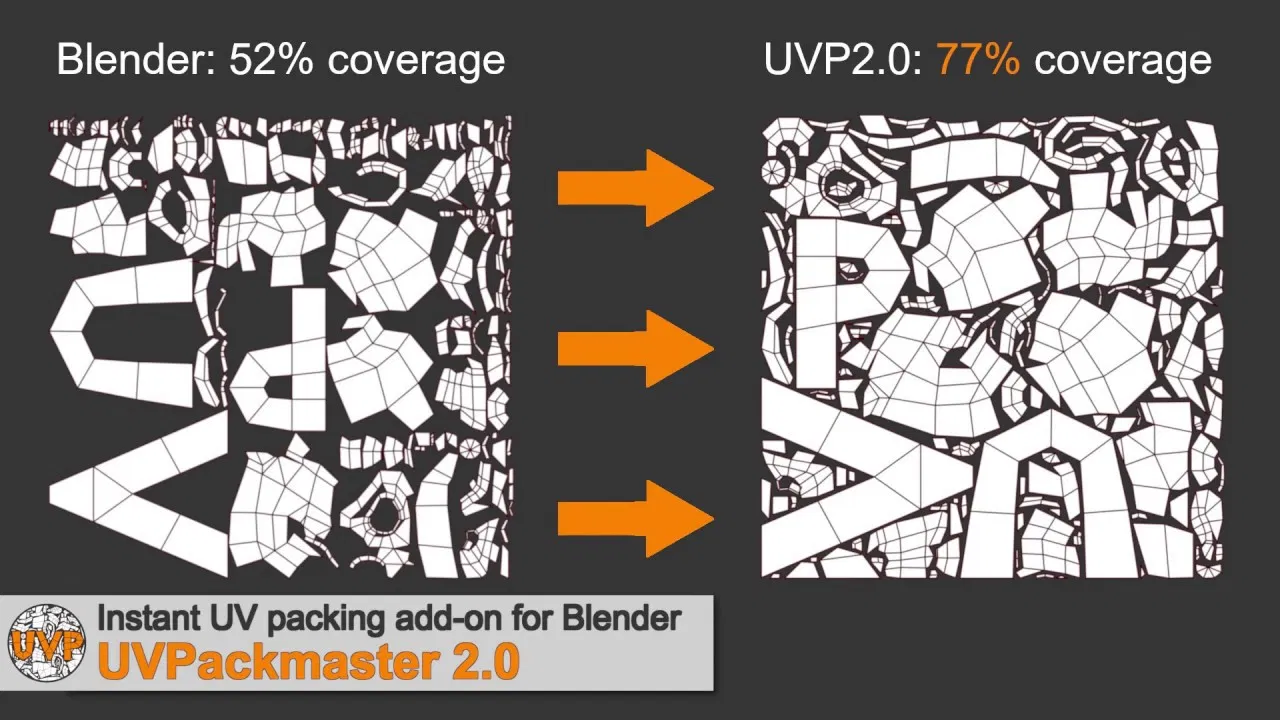 Blender: 52% coverage
UVP2.0: 77% coverage
Instant UV packing add-on for Blender
UVP
UVPackmaster 2.0